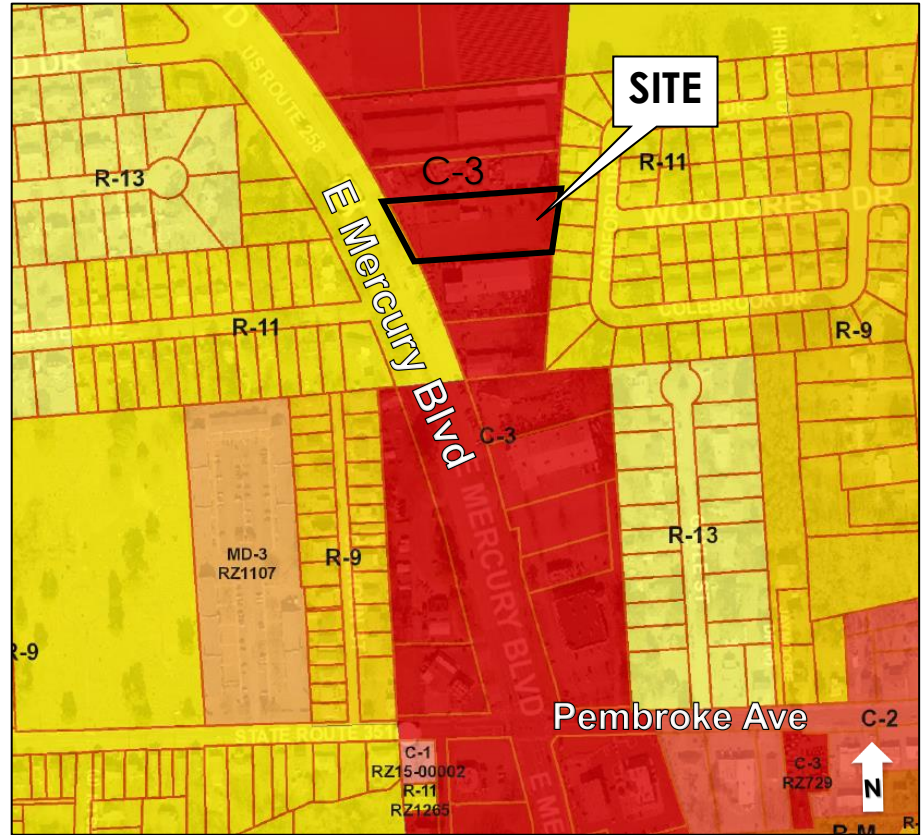 SITE
US ROUTE 258
R-13
C-3
R-11
WOODCREST DR
E Mercury Blvd
COLEBROOK DR
R-11
R-9
C-3
MERCURY BLVD
MD-3
RZ1107
R-9
R-13
R-9
Pembroke Ave
C-2
STATE ROUTE 351
C-1
RZ15-00002
R-11
RZ1265
C-3
RZ729
N
R-M